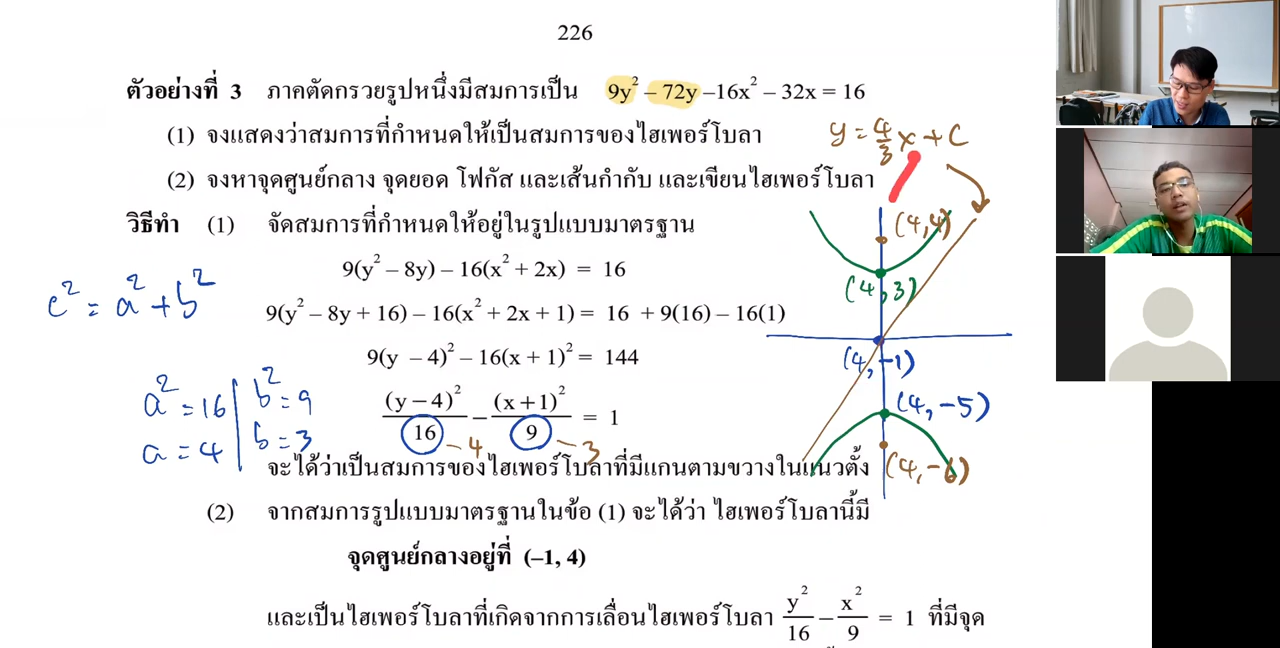 226
ตัวอย่างที่ 3 ภาคตัดกรวยรูปหนึ่งมีสมการเป็น 9y² – 72y –16x² – 32x = 16
(1) จงแสดงว่าสมการที่กำหนดให้เป็นสมการของไฮเพอร์โบลา
y = 4/3 x + c
(2) จงหาจุดศูนย์กลาง จุดยอด โฟกัส และเส้นกำกับ และเขียนไฮเพอร์โบลา
วิธีทำ (1) จัดสมการที่กำหนดให้อยู่ในรูปแบบมาตรฐาน
(4,4)
9(y² – 8y) – 16(x² + 2x) = 16
c² = a² + b²
(4,3)
9(y² – 8y + 16) – 16(x² + 2x + 1) = 16 + 9(16) – 16(1)
9(y – 4)² – 16(x + 1)² = 144
(4,-1)
a² = 16 | b² = 9
a = 4 | b = 3
(y – 4)²/16 – (x + 1)²/9 = 1
– 4
– 3
(4,-5)
จะได้ว่าเป็นสมการของไฮเพอร์โบลาที่มีแกนตามขวางในแนวตั้ง
(4,-6)
(2) จากสมการรูปแบบมาตรฐานในข้อ (1) จะได้ว่า ไฮเพอร์โบลานี้มี
จุดศูนย์กลางอยู่ที่ (–1, 4)
และเป็นไฮเพอร์โบลาที่เกิดจากการเลื่อนไฮเพอร์โบลา y²/16 – x²/9 = 1 ที่มีจุด